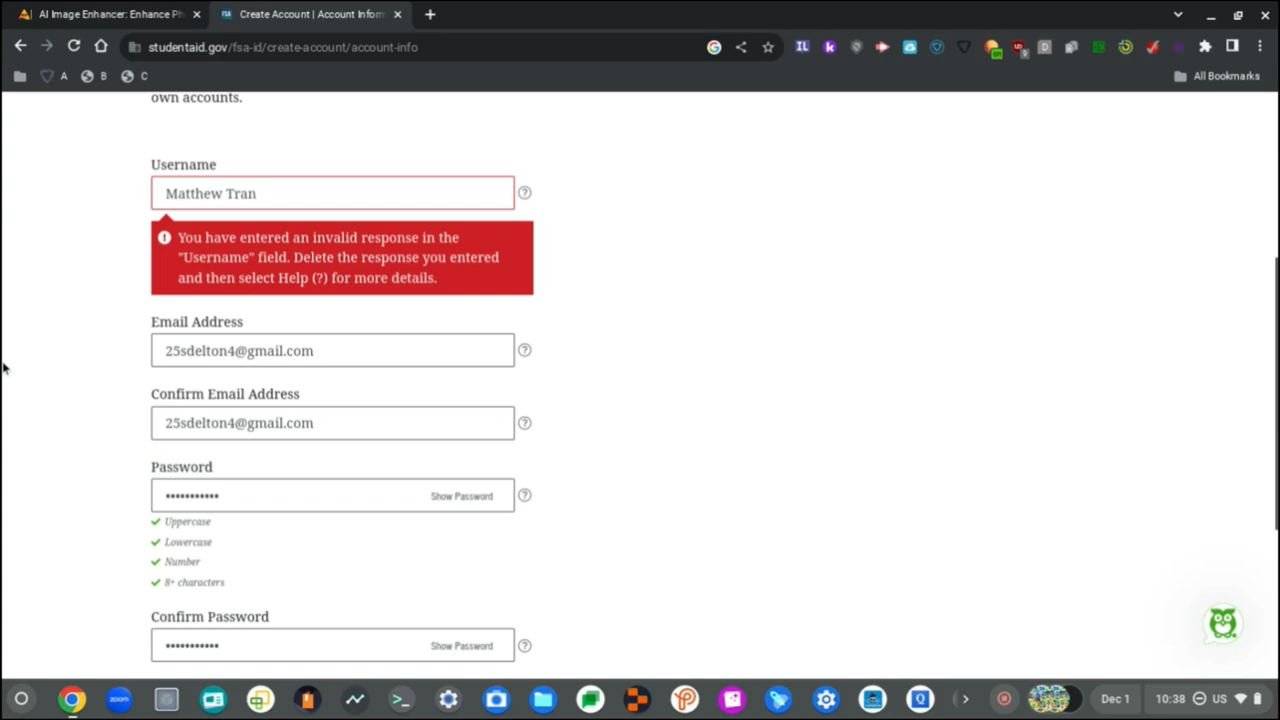 AI Image Enhancer: Enhance Ph
Create Account | Account Inform
studentaid.gov/fsa-id/create-account/account-info
A B C All Bookmarks
own accounts.
Username
Matthew Tran
You have entered an invalid response in the
"Username" field. Delete the response you entered
and then select Help (?) for more details.
Email Address
25sdelton4@gmail.com
Confirm Email Address
25sdelton4@gmail.com
Password
••••••••••• Show Password
Uppercase
Lowercase
Number
8+ characters
Confirm Password
••••••••••• Show Password
zoom
Dec 1 10:38 US